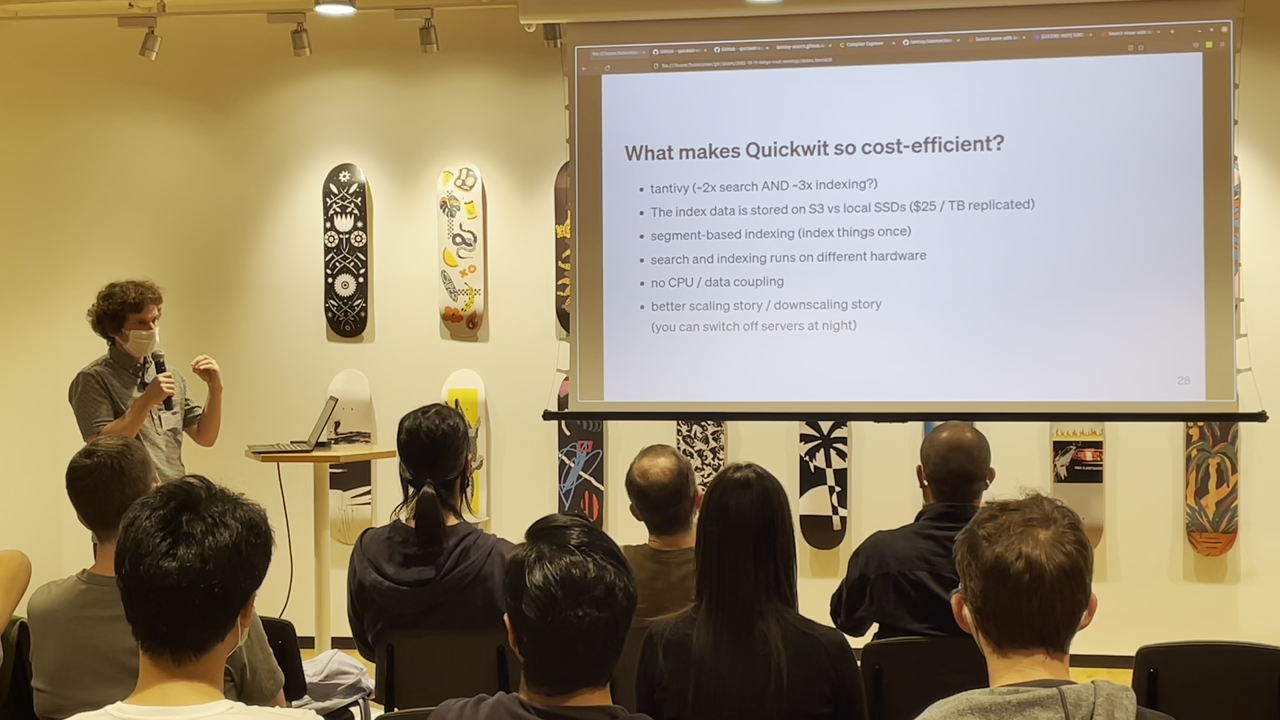 What makes Quickwit so cost-efficient?
• tantivy (~2x search AND ~3x indexing?)
• The index data is stored on S3 vs local SSDs ($25 / TB replicated)
• segment-based indexing (index things once)
• search and indexing runs on different hardware
• no CPU / data coupling
• better scaling story / downscaling story
(you can switch off servers at night)
28